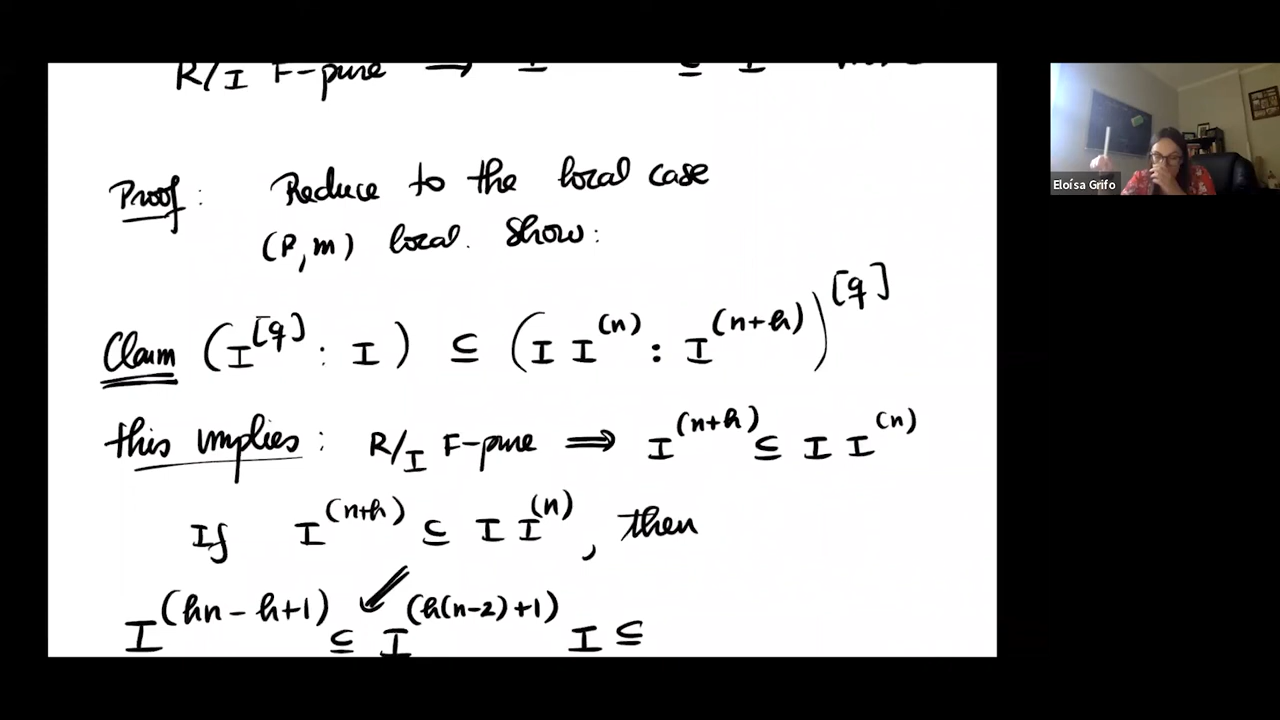 R/I F-pure ⟹ I ⊆ I
Proof: Reduce to the local case
(R,m) local. Show:
Claim (I^[q] : I) ⊆ (I I^(n) : I^(n+h))^[q]
this implies: R/I F-pure ⟹ I^(n+h) ⊆ I I^(n)
If I^(n+h) ⊆ I I^(n), then
I^(hn-h+1) ⊆ I^(h(n-2)+1) I ⊆
Eloísa Grifo